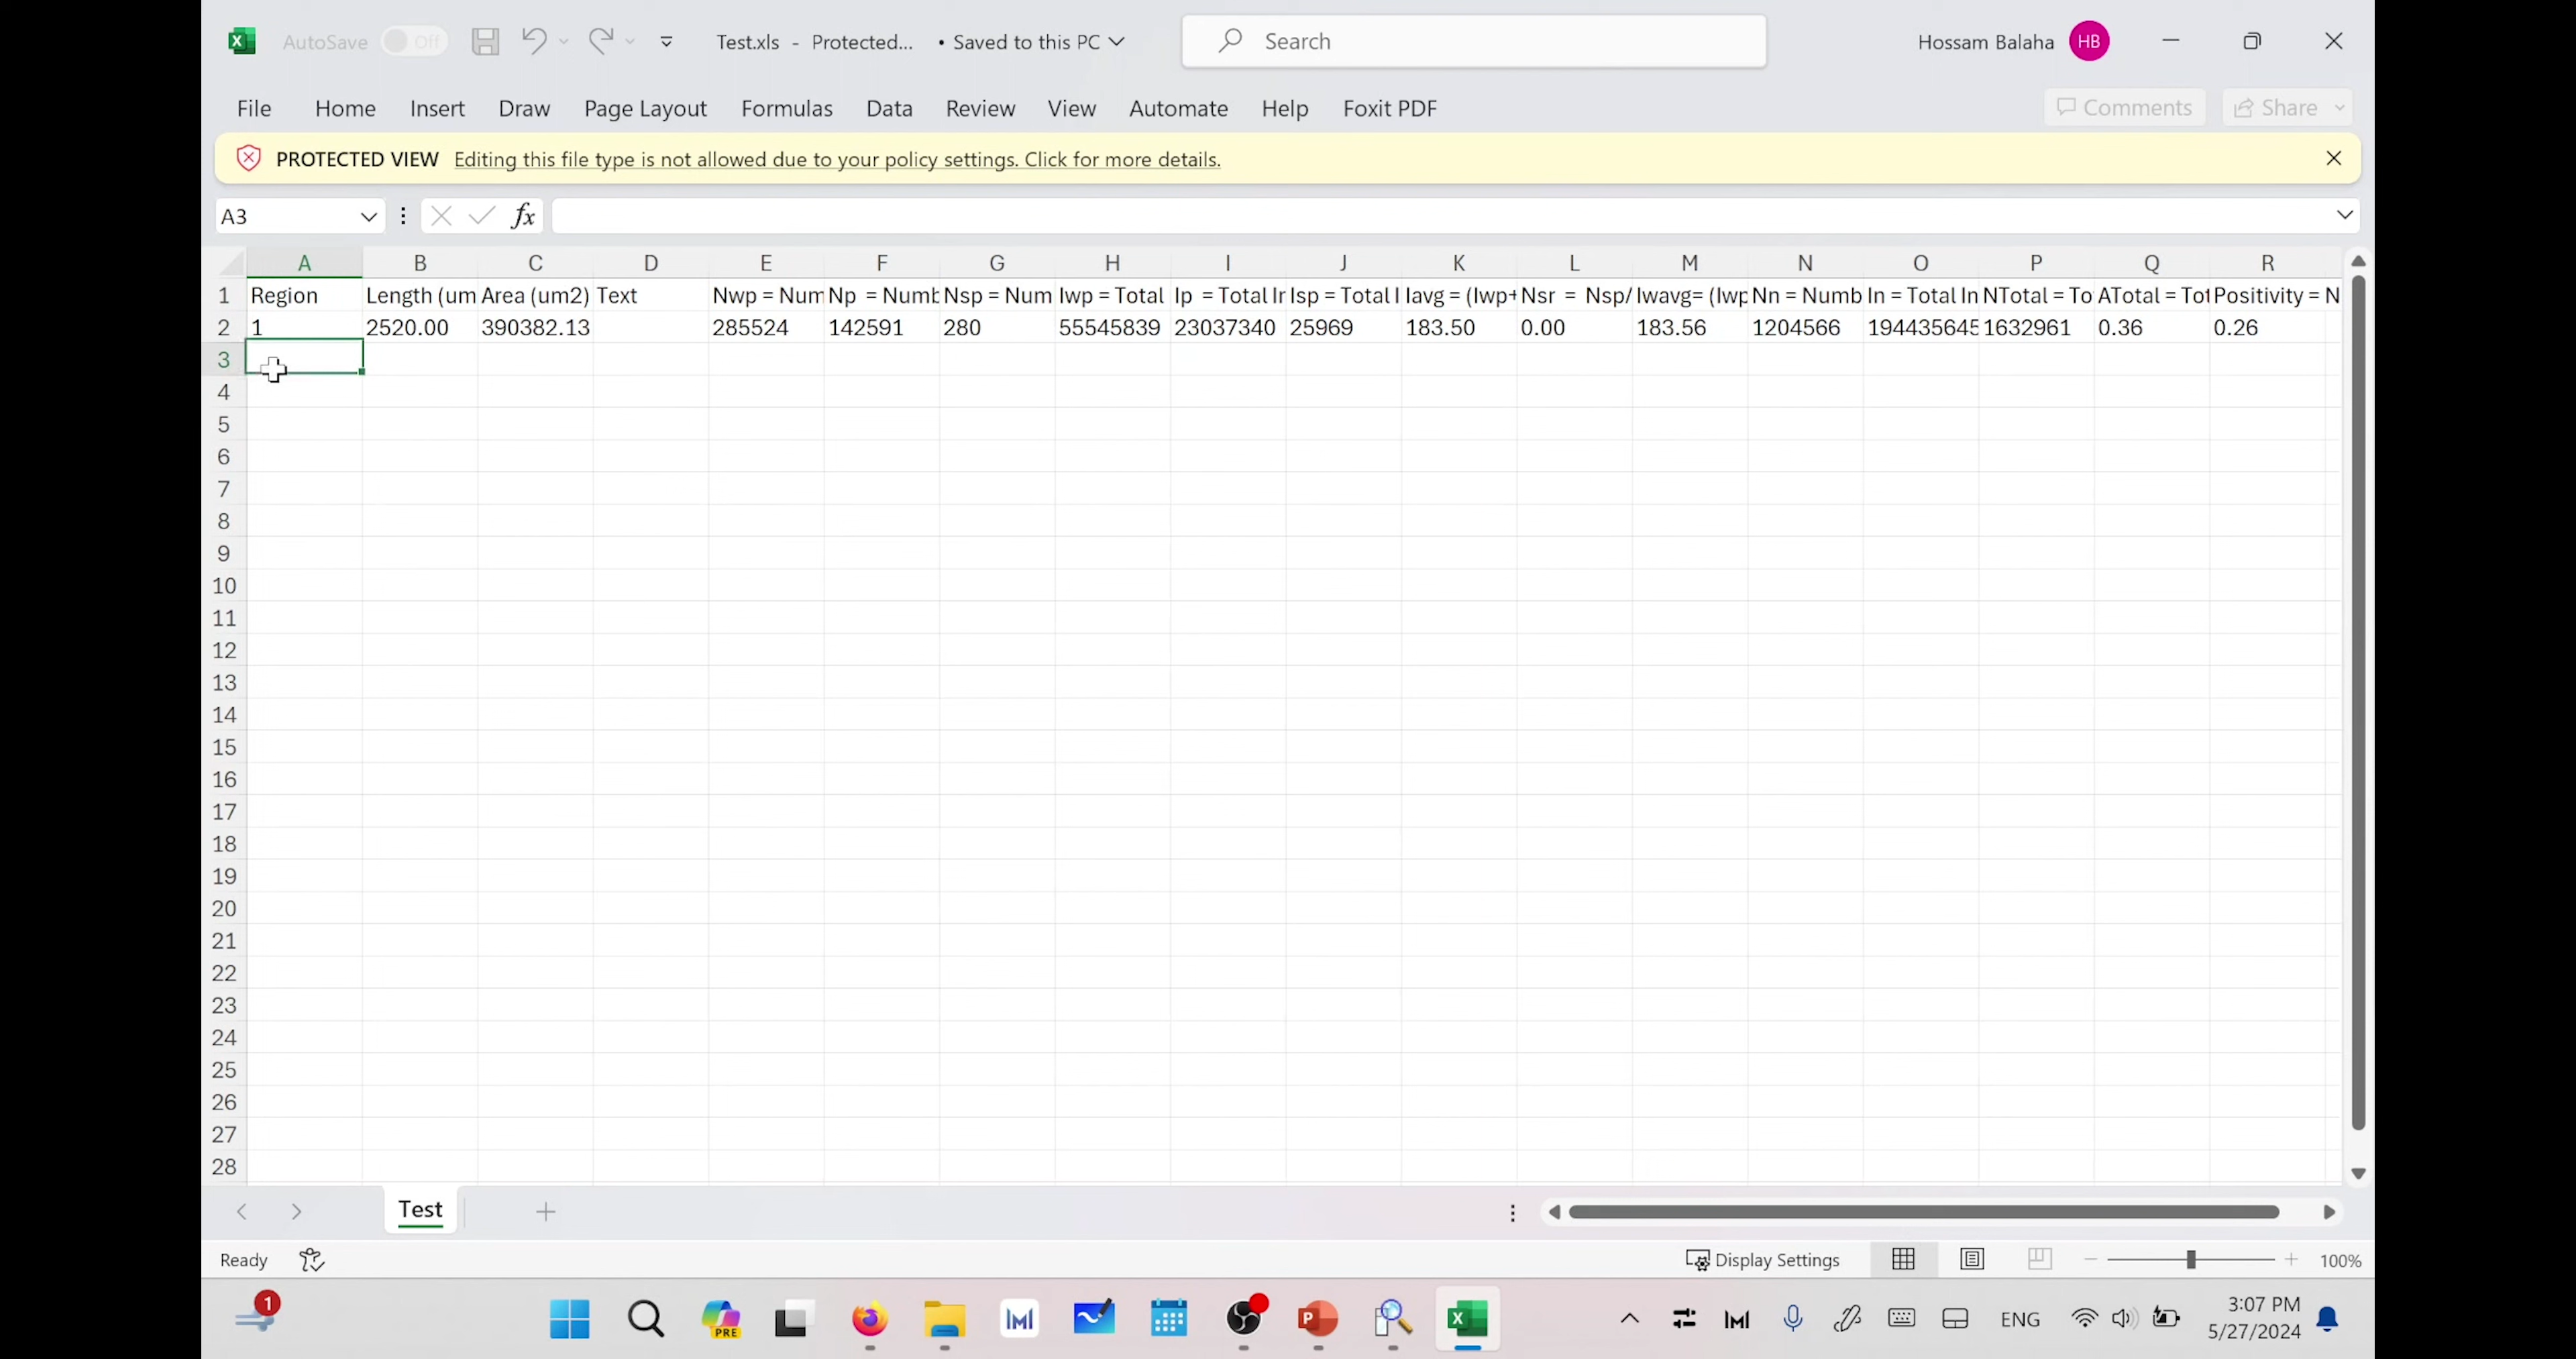 AutoSave Off Test.xls - Protected... • Saved to this PC Search Hossam Balaha HB
File Home Insert Draw Page Layout Formulas Data Review View Automate Help Foxit PDF Comments Share
PROTECTED VIEW Editing this file type is not allowed due to your policy settings. Click for more details.
A3 fx
A B C D E F G H I J K L M N O P Q R
1 Region Length (um Area (um2) Text Nwp = Num Np = Numb Nsp = Num Iwp = Total Ip = Total Ir Isp = Total I Iavg = (Iwp+ Nsr = Nsp/ Iwavg= (Iwp Nn = Numb In = Total In NTotal = To ATotal = Tot Positivity = N
2 1 2520.00 390382.13 285524 142591 280 55545839 23037340 25969 183.50 0.00 183.56 1204566 194435645 1632961 0.36 0.26
3
4
5
6
7
8
9
10
11
12
13
14
15
16
17
18
19
20
21
22
23
24
25
26
27
28
Test
Ready Display Settings 100%
1 PRE ENG 3:07 PM
5/27/2024